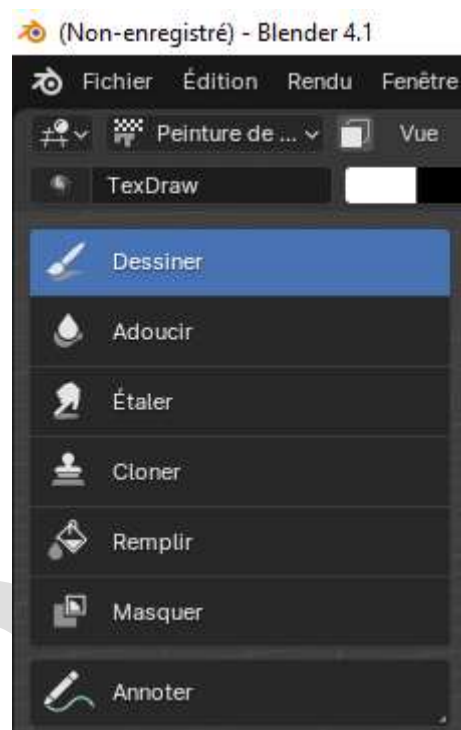 (Non-enregistré) - Blender 4.1
Fichier Édition Rendu Fenêtre
Peinture de ... Vue
TexDraw
Dessiner
Adoucir
Étaler
Cloner
Remplir
Masquer
Annoter